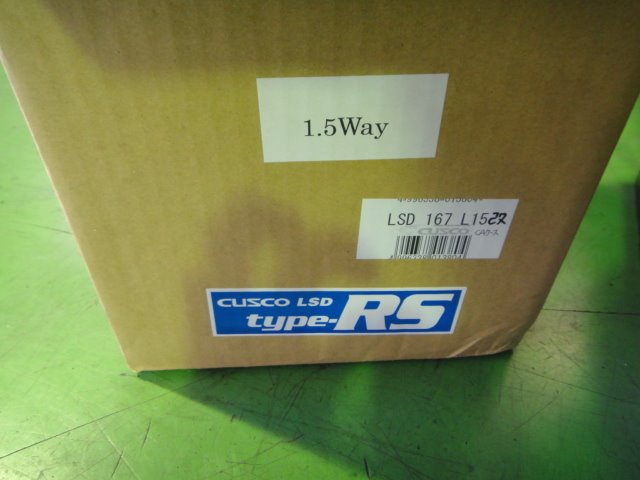 1.5Way
LSD 167 L15
CUSCO
CUSCO LSD
type-RS